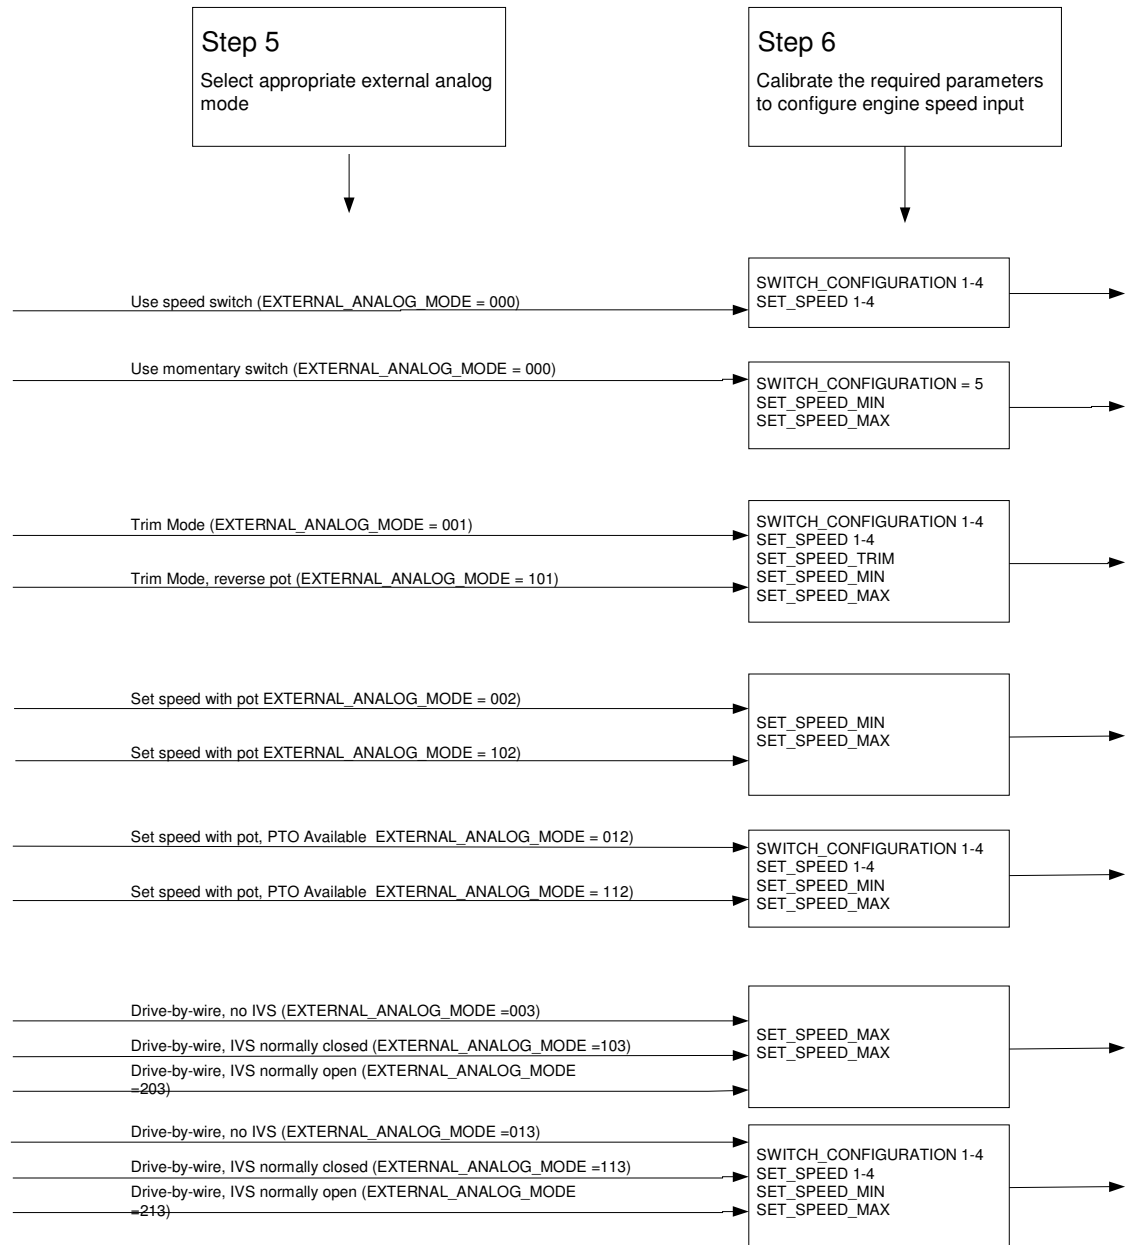 Step 5
Select appropriate external analog
mode
Step 6
Calibrate the required parameters
to configure engine speed input
Use speed switch (EXTERNAL_ANALOG_MODE = 000)
SWITCH_CONFIGURATION 1-4
SET_SPEED 1-4
Use momentary switch (EXTERNAL_ANALOG_MODE = 000)
SWITCH_CONFIGURATION = 5
SET_SPEED_MIN
SET_SPEED_MAX
Trim Mode (EXTERNAL_ANALOG_MODE = 001)
Trim Mode, reverse pot (EXTERNAL_ANALOG_MODE = 101)
SWITCH_CONFIGURATION 1-4
SET_SPEED 1-4
SET_SPEED_TRIM
SET_SPEED_MIN
SET_SPEED_MAX
Set speed with pot EXTERNAL_ANALOG_MODE = 002)
Set speed with pot EXTERNAL_ANALOG_MODE = 102)
SET_SPEED_MIN
SET_SPEED_MAX
Set speed with pot, PTO Available  EXTERNAL_ANALOG_MODE = 012)
Set speed with pot, PTO Available  EXTERNAL_ANALOG_MODE = 112)
SWITCH_CONFIGURATION 1-4
SET_SPEED 1-4
SET_SPEED_MIN
SET_SPEED_MAX
Drive-by-wire, no IVS (EXTERNAL_ANALOG_MODE =003)
Drive-by-wire, IVS normally closed (EXTERNAL_ANALOG_MODE =103)
Drive-by-wire, IVS normally open (EXTERNAL_ANALOG_MODE
=203)
SET_SPEED_MAX
SET_SPEED_MAX
Drive-by-wire, no IVS (EXTERNAL_ANALOG_MODE =013)
Drive-by-wire, IVS normally closed (EXTERNAL_ANALOG_MODE =113)
Drive-by-wire, IVS normally open (EXTERNAL_ANALOG_MODE
=213)
SWITCH_CONFIGURATION 1-4
SET_SPEED 1-4
SET_SPEED_MIN
SET_SPEED_MAX